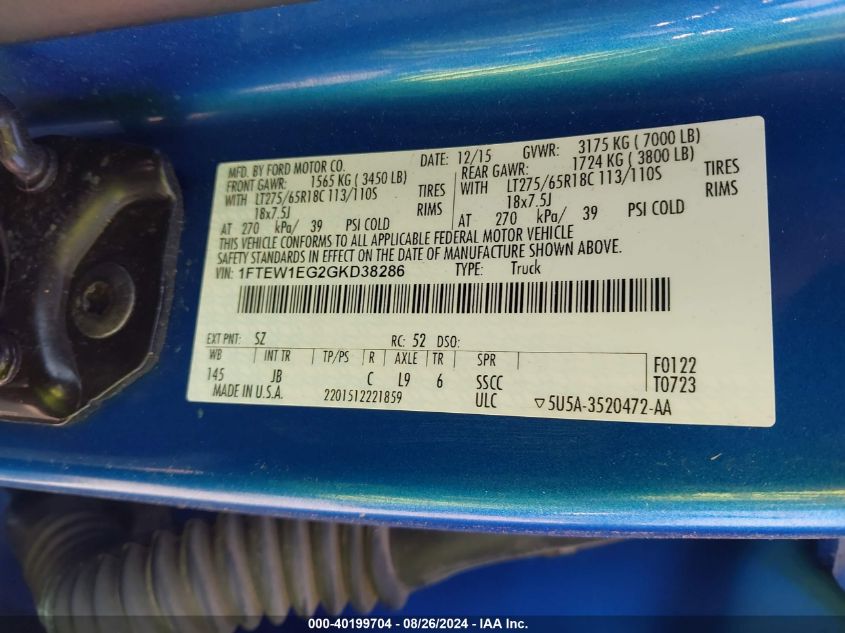 MFD. BY FORD MOTOR CO. DATE: 12/15 GVWR: 3175 KG ( 7000 LB)
FRONT GAWR: 1565 KG ( 3450 LB) REAR GAWR: 1724 KG ( 3800 LB)
WITH LT275/65R18C 113/110S TIRES WITH LT275/65R18C 113/110S TIRES
18x7.5J RIMS 18x7.5J RIMS
AT 270 kPa/ 39 PSI COLD AT 270 kPa/ 39 PSI COLD
THIS VEHICLE CONFORMS TO ALL APPLICABLE FEDERAL MOTOR VEHICLE
SAFETY STANDARDS IN EFFECT ON THE DATE OF MANUFACTURE SHOWN ABOVE.
VIN: 1FTEW1EG2GKD38286 TYPE: Truck
EXT PNT: SZ RC: 52 DSO:
WB INT TR TP/PS R AXLE TR SPR F0122
145 JB C L9 6 SSCC T0723
MADE IN U.S.A. 2201512221859 ULC ▽5U5A-3520472-AA
000-40199704 - 08/26/2024 - IAA Inc.